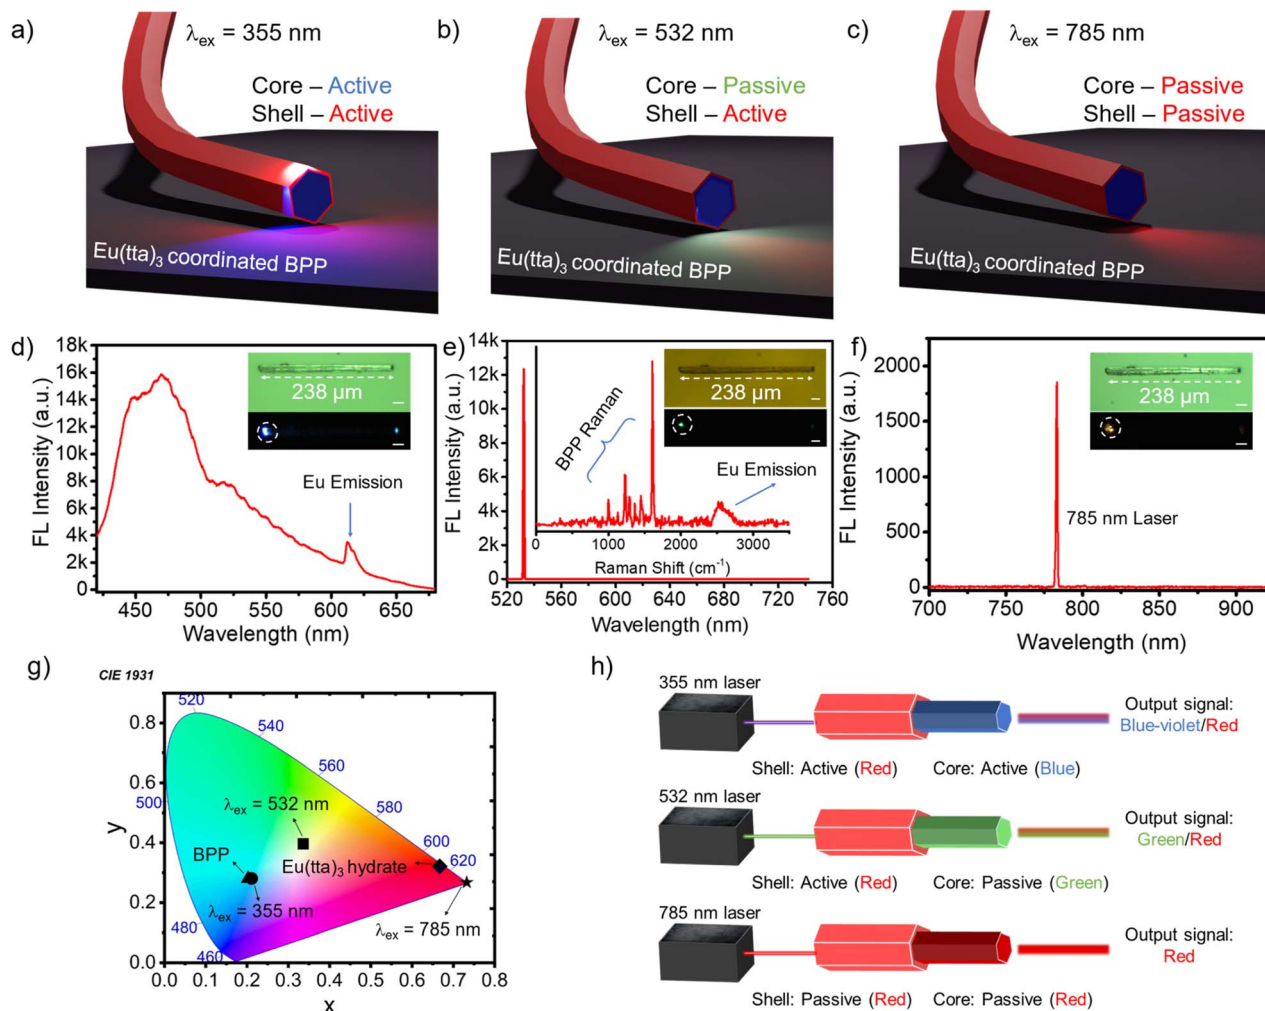 a)
λex = 355 nm
Core – Active
Shell – Active
Eu(tta)3 coordinated BPP
b)
λex = 532 nm
Core – Passive
Shell – Active
Eu(tta)3 coordinated BPP
c)
λex = 785 nm
Core – Passive
Shell – Passive
Eu(tta)3 coordinated BPP
d)
FL Intensity (a.u.)
18k
16k
14k
12k
10k
8k
6k
4k
2k
0
238 µm
Eu Emission
450
500
550
600
650
Wavelength (nm)
e)
FL Intensity (a.u.)
14k
12k
10k
8k
6k
4k
2k
0
BPP Raman
238 µm
Eu Emission
0
1000
2000
3000
Raman Shift (cm-1)
520
560
600
640
680
720
760
Wavelength (nm)
f)
FL Intensity (a.u.)
2000
1500
1000
500
0
238 µm
785 nm Laser
700
750
800
850
900
Wavelength (nm)
g)
CIE 1931
y
0.8
0.6
0.4
0.2
0.0
520
540
560
500
580
600
620
480
460
λex = 532 nm
BPP
Eu(tta)3 hydrate
λex = 355 nm
λex = 785 nm
0.0
0.1
0.2
0.3
0.4
0.5
0.6
0.7
0.8
x
h)
355 nm laser
Output signal:
Blue-violet/Red
Shell: Active (Red)
Core: Active (Blue)
532 nm laser
Output signal:
Green/Red
Shell: Active (Red)
Core: Passive (Green)
785 nm laser
Output signal:
Red
Shell: Passive (Red)
Core: Passive (Red)